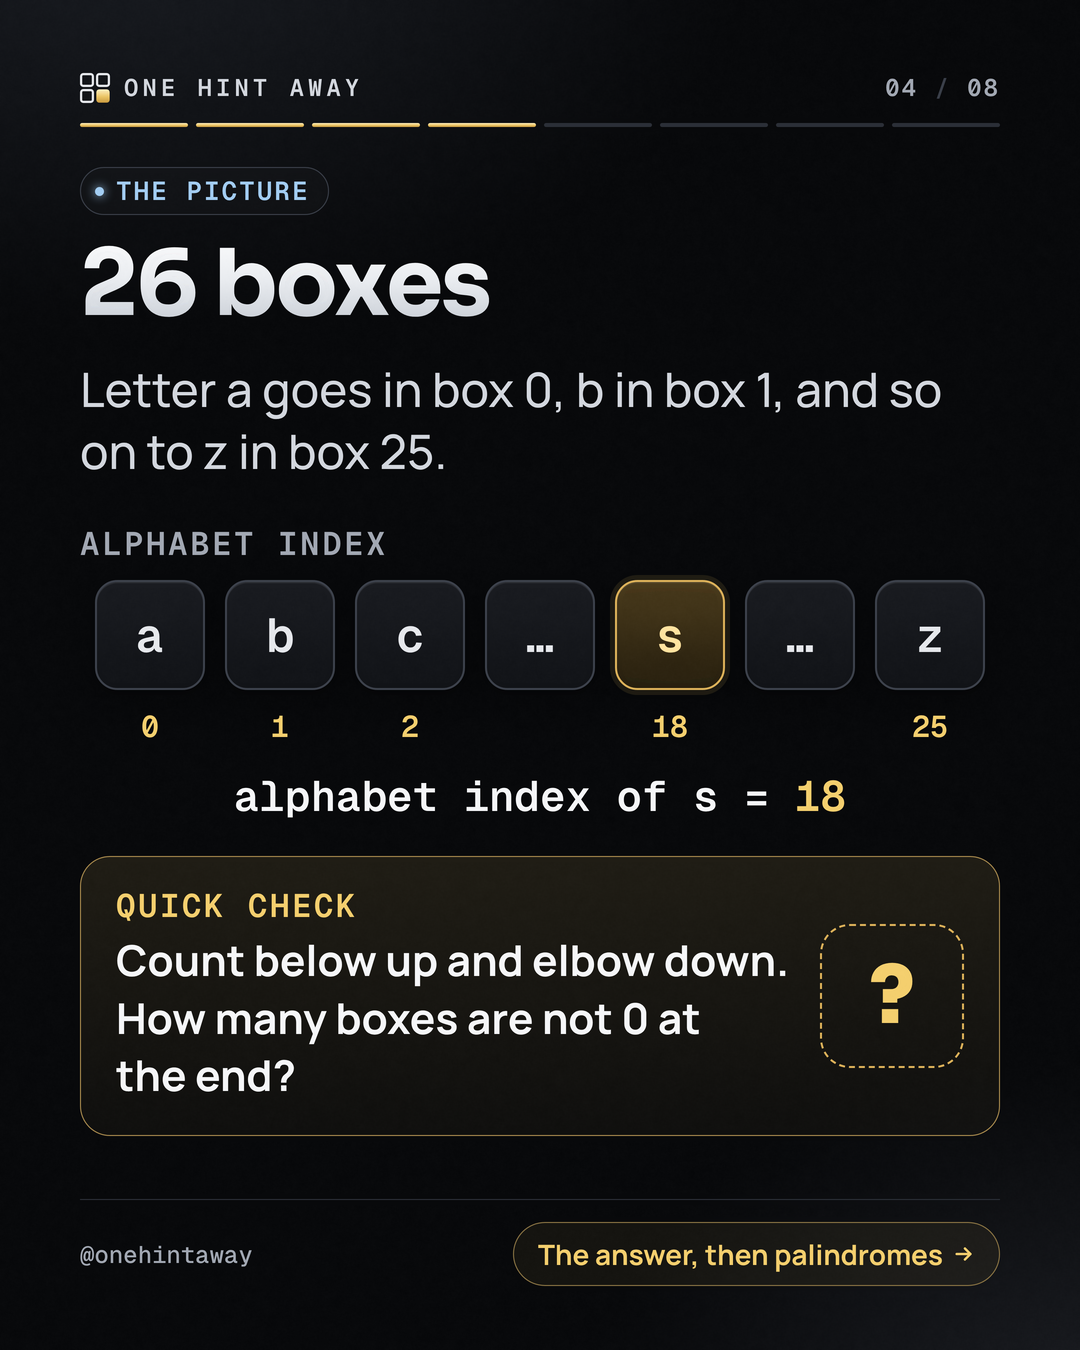 ONE HINT AWAY
04 / 08
THE PICTURE
26 boxes
Letter a goes in box 0, b in box 1, and so
on to z in box 25.
ALPHABET INDEX
a b c … s … z
0 1 2 18 25
alphabet index of s = 18
QUICK CHECK
Count below up and elbow down.
How many boxes are not 0 at
the end?
?
@onehintaway
The answer, then palindromes →